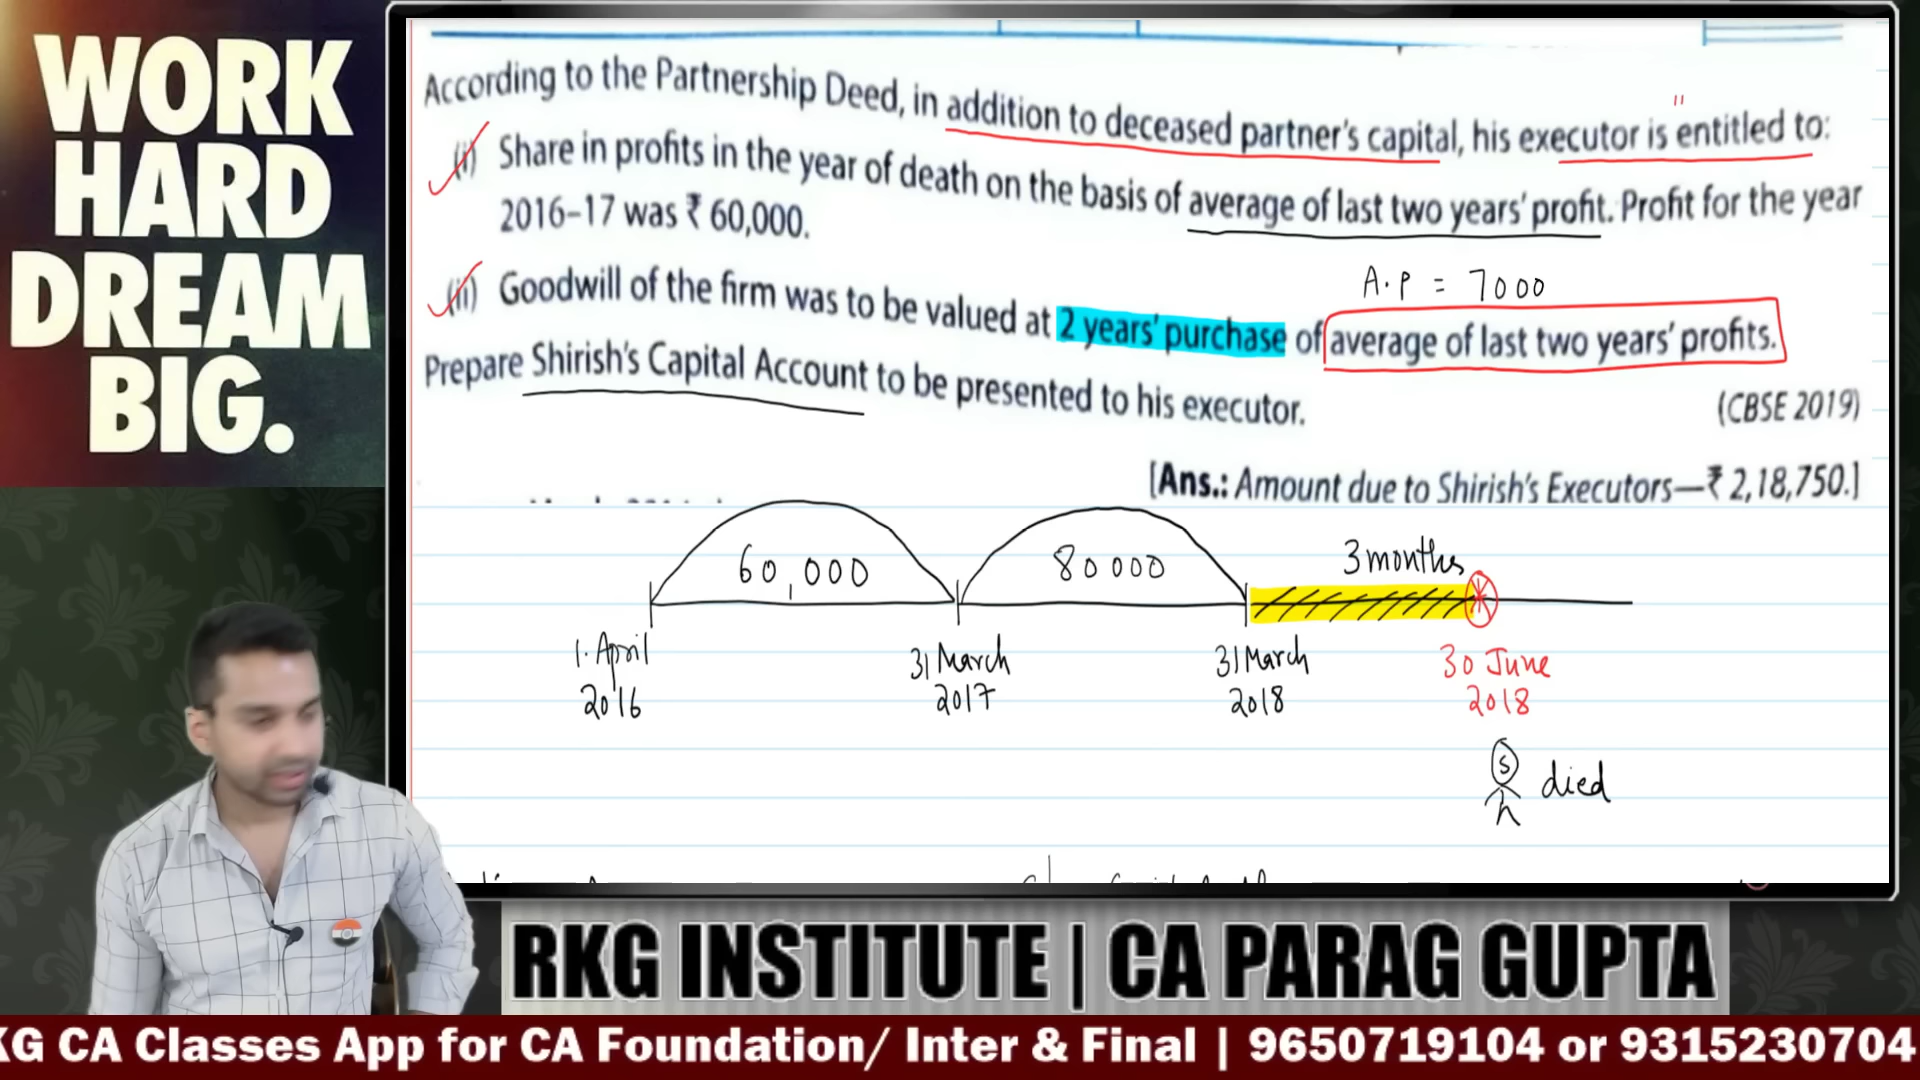 WORK
HARD
DREAM
BIG.
According to the Partnership Deed, in addition to deceased partner's capital, his executor is entitled to:
(i) Share in profits in the year of death on the basis of average of last two years' profit. Profit for the year
2016–17 was ₹ 60,000.
A.P = 7000
(ii) Goodwill of the firm was to be valued at 2 years' purchase of average of last two years' profits.
Prepare Shirish's Capital Account to be presented to his executor.
(CBSE 2019)
[Ans.: Amount due to Shirish's Executors—₹ 2,18,750.]
60,000
80000
3 months
1. April
2016
31 March
2017
31 March
2018
30 June
2018
S died
RKG INSTITUTE | CA PARAG GUPTA
KG CA Classes App for CA Foundation/ Inter & Final | 9650719104 or 9315230704